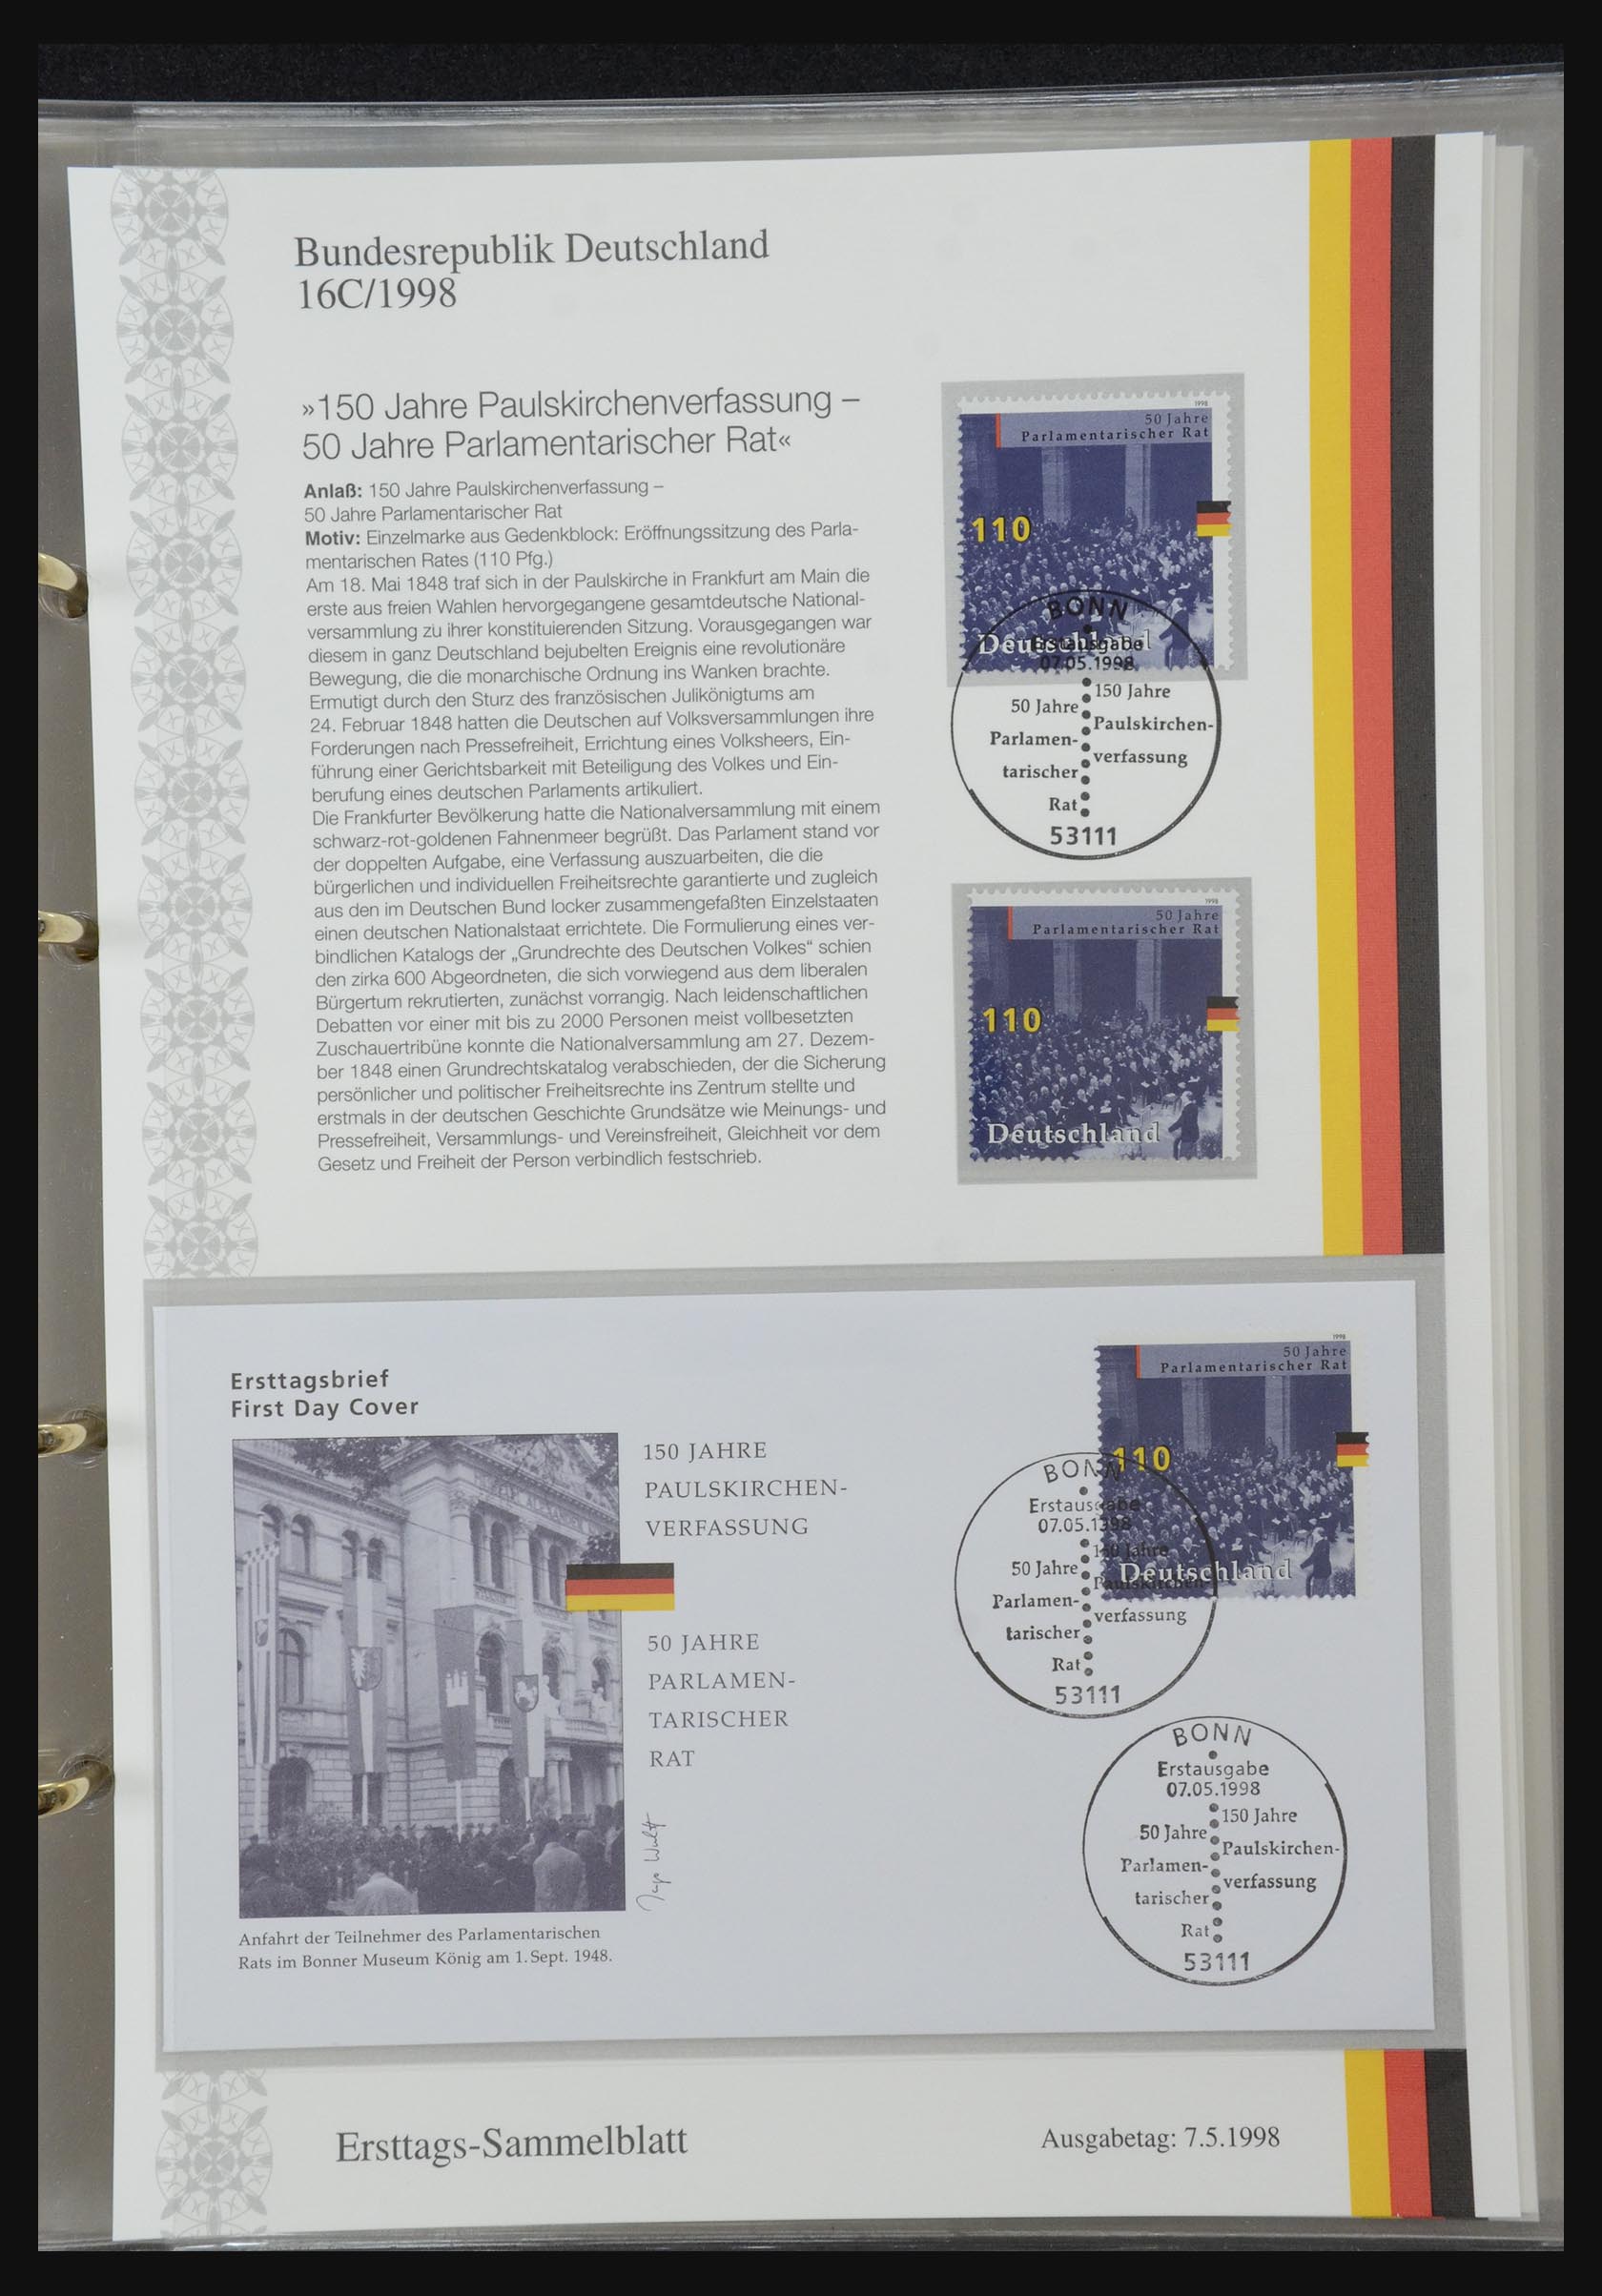 Bundesrepublik Deutschland
16C/1998
»150 Jahre Paulskirchenverfassung –
50 Jahre Parlamentarischer Rat«
Anlaß: 150 Jahre Paulskirchenverfassung –
50 Jahre Parlamentarischer Rat
Motiv: Einzelmarke aus Gedenkblock: Eröffnungssitzung des Parla-
mentarischen Rates (110 Pfg.)
Am 18. Mai 1848 traf sich in der Paulskirche in Frankfurt am Main die
erste aus freien Wahlen hervorgegangene gesamtdeutsche National-
versammlung zu ihrer konstituierenden Sitzung. Vorausgegangen war
diesem in ganz Deutschland bejubelten Ereignis eine revolutionäre
Bewegung, die die monarchische Ordnung ins Wanken brachte.
Ermutigt durch den Sturz des französischen Julikönigtums am
24. Februar 1848 hatten die Deutschen auf Volksversammlungen ihre
Forderungen nach Pressefreiheit, Errichtung eines Volksheers, Ein-
führung einer Gerichtsbarkeit mit Beteiligung des Volkes und Ein-
berufung eines deutschen Parlaments artikuliert.
Die Frankfurter Bevölkerung hatte die Nationalversammlung mit einem
schwarz-rot-goldenen Fahnenmeer begrüßt. Das Parlament stand vor
der doppelten Aufgabe, eine Verfassung auszuarbeiten, die die
bürgerlichen und individuellen Freiheitsrechte garantierte und zugleich
aus den im Deutschen Bund locker zusammengefaßten Einzelstaaten
einen deutschen Nationalstaat errichtete. Die Formulierung eines ver-
bindlichen Katalogs der „Grundrechte des Deutschen Volkes“ schien
den zirka 600 Abgeordneten, die sich vorwiegend aus dem liberalen
Bürgertum rekrutierten, zunächst vorrangig. Nach leidenschaftlichen
Debatten vor einer mit bis zu 2000 Personen meist vollbesetzten
Zuschauertribüne konnte die Nationalversammlung am 27. Dezem-
ber 1848 einen Grundrechtskatalog verabschieden, der die Sicherung
persönlicher und politischer Freiheitsrechte ins Zentrum stellte und
erstmals in der deutschen Geschichte Grundsätze wie Meinungs- und
Pressefreiheit, Versammlungs- und Vereinsfreiheit, Gleichheit vor dem
Gesetz und Freiheit der Person verbindlich festschrieb.
1998
50 Jahre
Parlamentarischer Rat
110
Deutschland
BONN
Erstausgabe
07.05.1998
150 Jahre
50 Jahre
Paulskirchen-
Parlamen-
verfassung
tarischer
Rat
53111
1998
50 Jahre
Parlamentarischer Rat
110
Deutschland
Ersttagsbrief
First Day Cover
150 JAHRE
PAULSKIRCHEN-
VERFASSUNG
50 JAHRE
PARLAMEN-
TARISCHER
RAT
Anfahrt der Teilnehmer des Parlamentarischen
Rats im Bonner Museum König am 1. Sept. 1948.
1998
50 Jahre
Parlamentarischer Rat
110
Deutschland
BONN
Erstausgabe
07.05.1998
150 Jahre
50 Jahre
Paulskirchen-
Parlamen-
verfassung
tarischer
Rat
53111
BONN
Erstausgabe
07.05.1998
150 Jahre
50 Jahre
Paulskirchen-
Parlamen-
verfassung
tarischer
Rat
53111
Ersttags-Sammelblatt
Ausgabetag: 7.5.1998